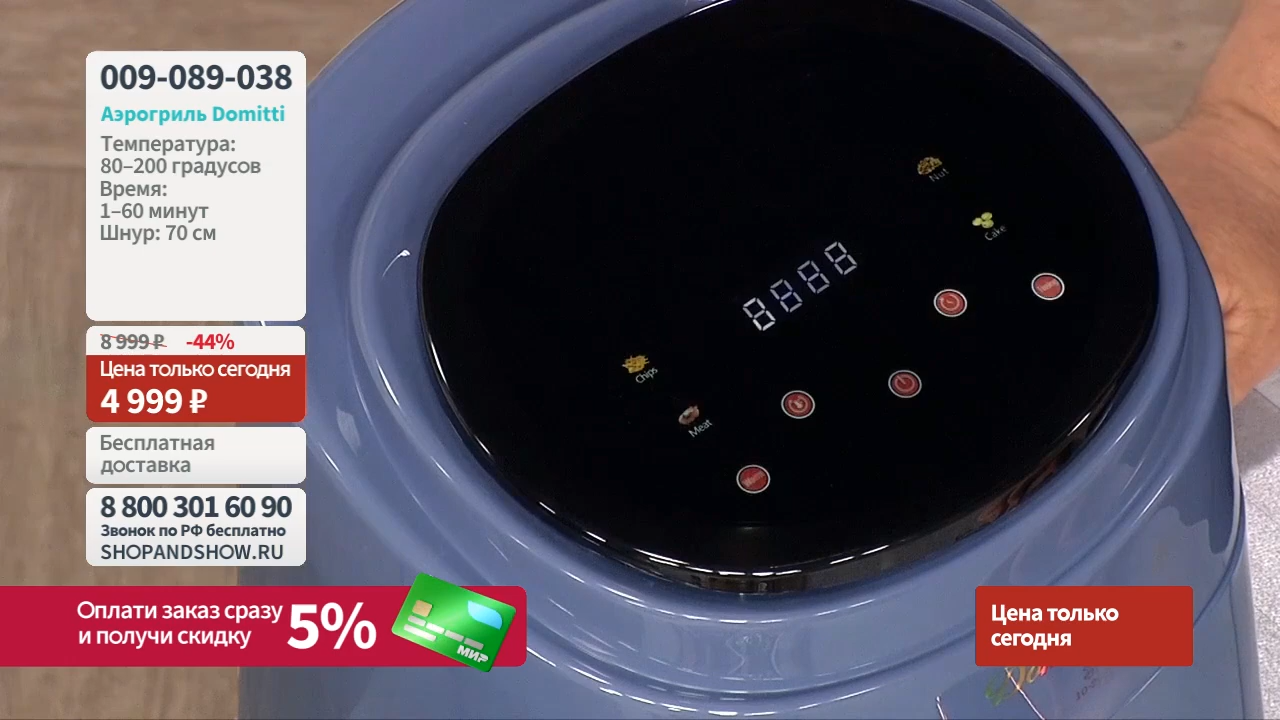 009-089-038
Аэрогриль Domitti
Температура:
80–200 градусов
Время:
1–60 минут
Шнур: 70 см
8 999 ₽ -44%
Цена только сегодня
4 999 ₽
Бесплатная
доставка
8 800 301 60 90
Звонок по РФ бесплатно
SHOPANDSHOW.RU
Оплати заказ сразу
и получи скидку
5%
МИР
Цена только
сегодня
Nut
Cake
8888
Chips
Meat